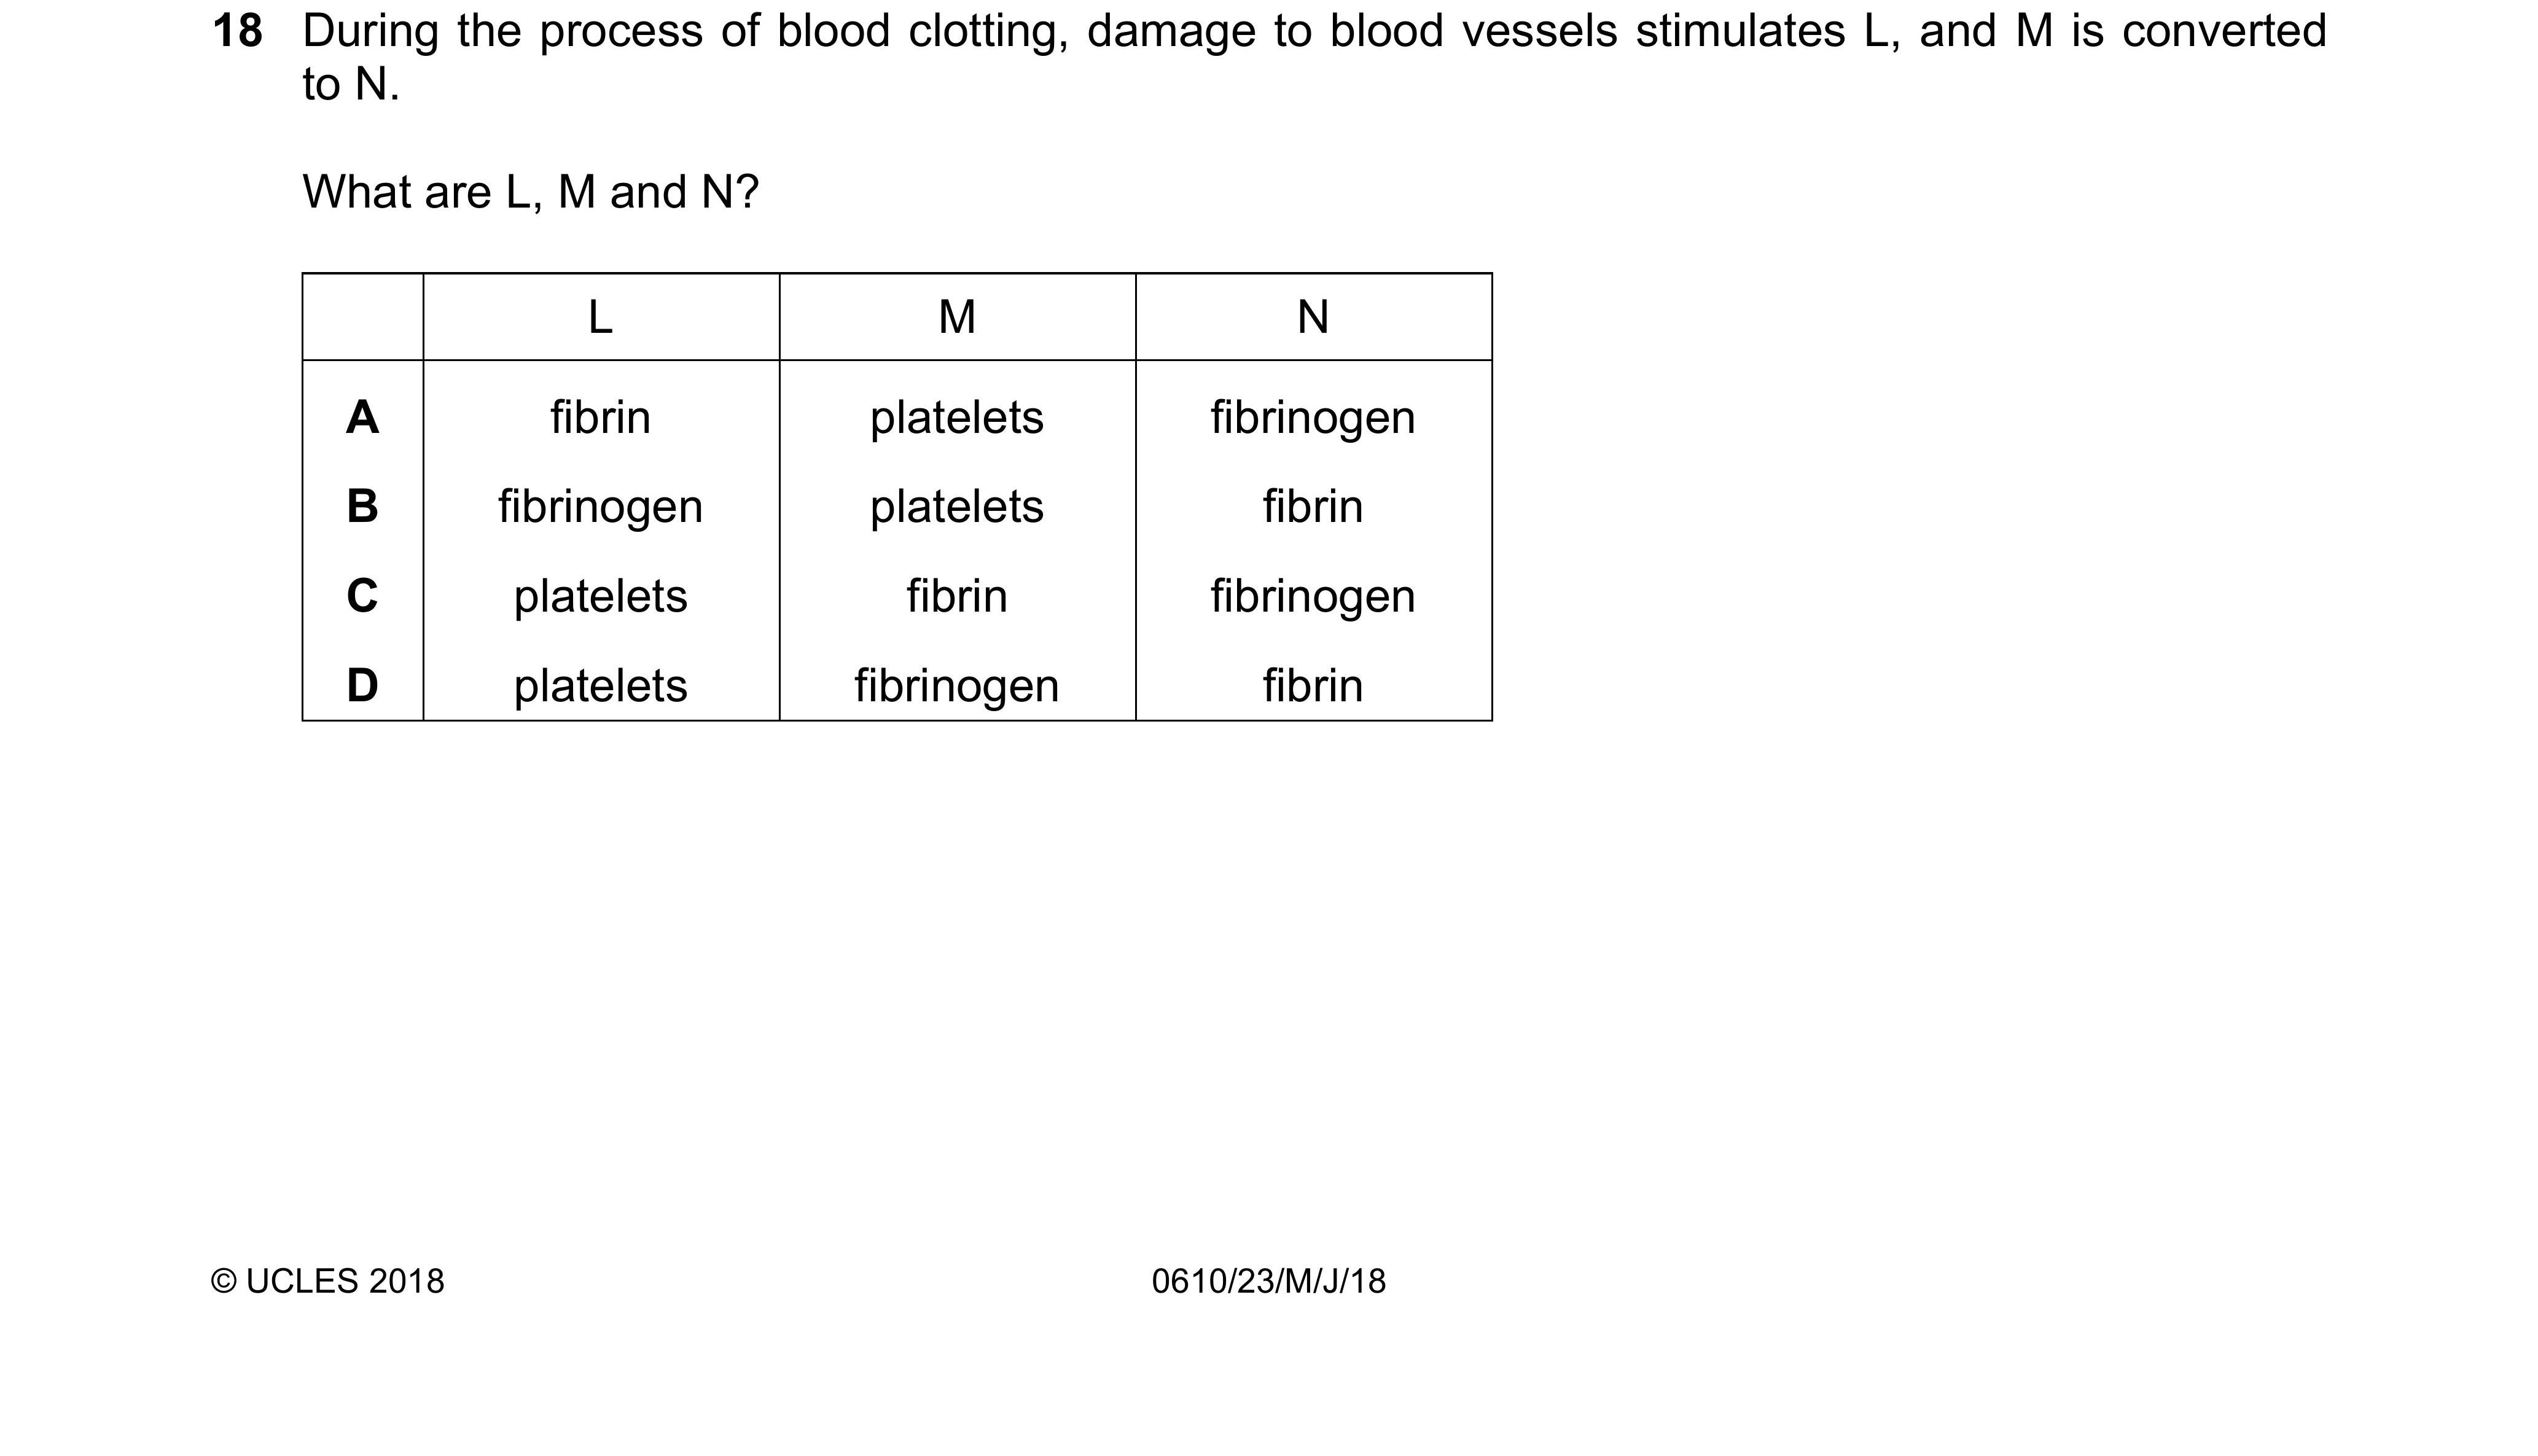 18 During the process of blood clotting, damage to blood vessels stimulates L, and M is converted
to N.
What are L, M and N?
L M N
A fibrin platelets fibrinogen
B fibrinogen platelets fibrin
C platelets fibrin fibrinogen
D platelets fibrinogen fibrin
© UCLES 2018 0610/23/M/J/18